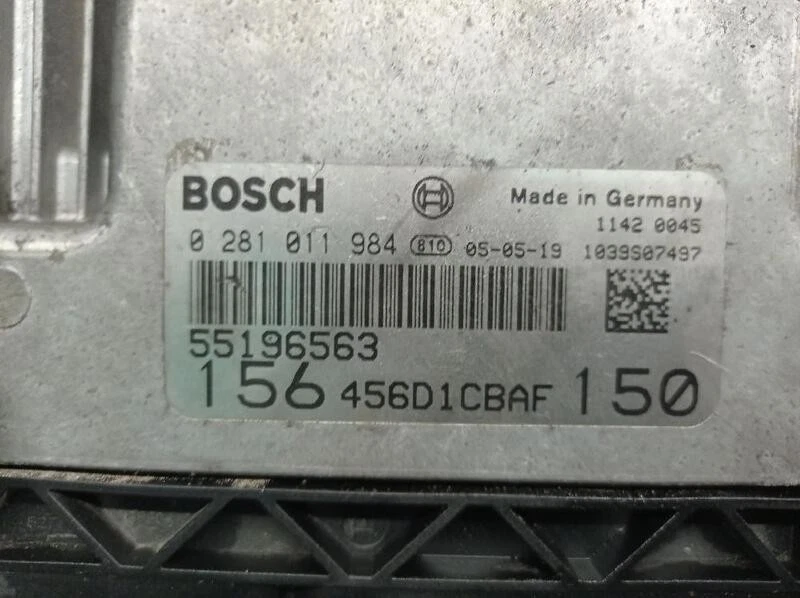 BOSCH Made in Germany
1142 0045
0 281 011 984 810 05-05-19 1039S07497
55196563
156 456D1CBAF 150